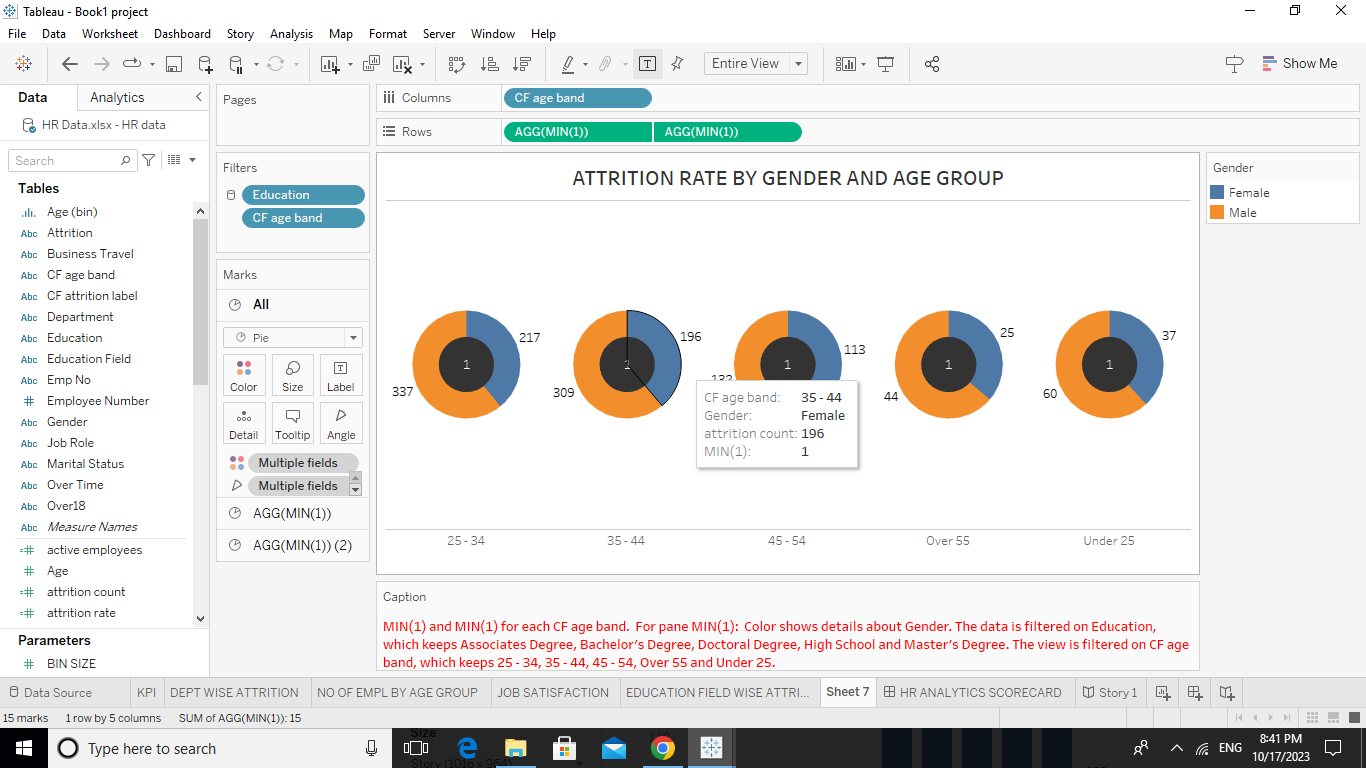 Tableau - Book1 project
File Data Worksheet Dashboard Story Analysis Map Format Server Window Help
Entire View
Show Me
Data Analytics
HR Data.xlsx - HR data
Search
Tables
Age (bin)
Attrition
Business Travel
CF age band
CF attrition label
Department
Education
Education Field
Emp No
Employee Number
Gender
Job Role
Marital Status
Over Time
Over18
Measure Names
active employees
Age
attrition count
attrition rate
Parameters
BIN SIZE
Pages
Filters
Education
CF age band
Marks
All
Pie
Color Size Label
Detail Tooltip Angle
Multiple fields
Multiple fields
AGG(MIN(1))
AGG(MIN(1)) (2)
Columns CF age band
Rows AGG(MIN(1)) AGG(MIN(1))
ATTRITION RATE BY GENDER AND AGE GROUP
217 196 113 25 37
1 1 1 1 1
337 309 132 44 60
CF age band: 35 - 44
Gender: Female
attrition count: 196
MIN(1): 1
25 - 34 35 - 44 45 - 54 Over 55 Under 25
Gender
Female
Male
Caption
MIN(1) and MIN(1) for each CF age band. For pane MIN(1): Color shows details about Gender. The data is filtered on Education,
which keeps Associates Degree, Bachelor's Degree, Doctoral Degree, High School and Master's Degree. The view is filtered on CF age
band, which keeps 25 - 34, 35 - 44, 45 - 54, Over 55 and Under 25.
Data Source KPI DEPT WISE ATTRITION NO OF EMPL BY AGE GROUP JOB SATISFACTION EDUCATION FIELD WISE ATTRI... Sheet 7 HR ANALYTICS SCORECARD Story 1
15 marks 1 row by 5 columns SUM of AGG(MIN(1)): 15
Type here to search
Size
Story (1016 x 964)
ENG
8:41 PM
10/17/2023